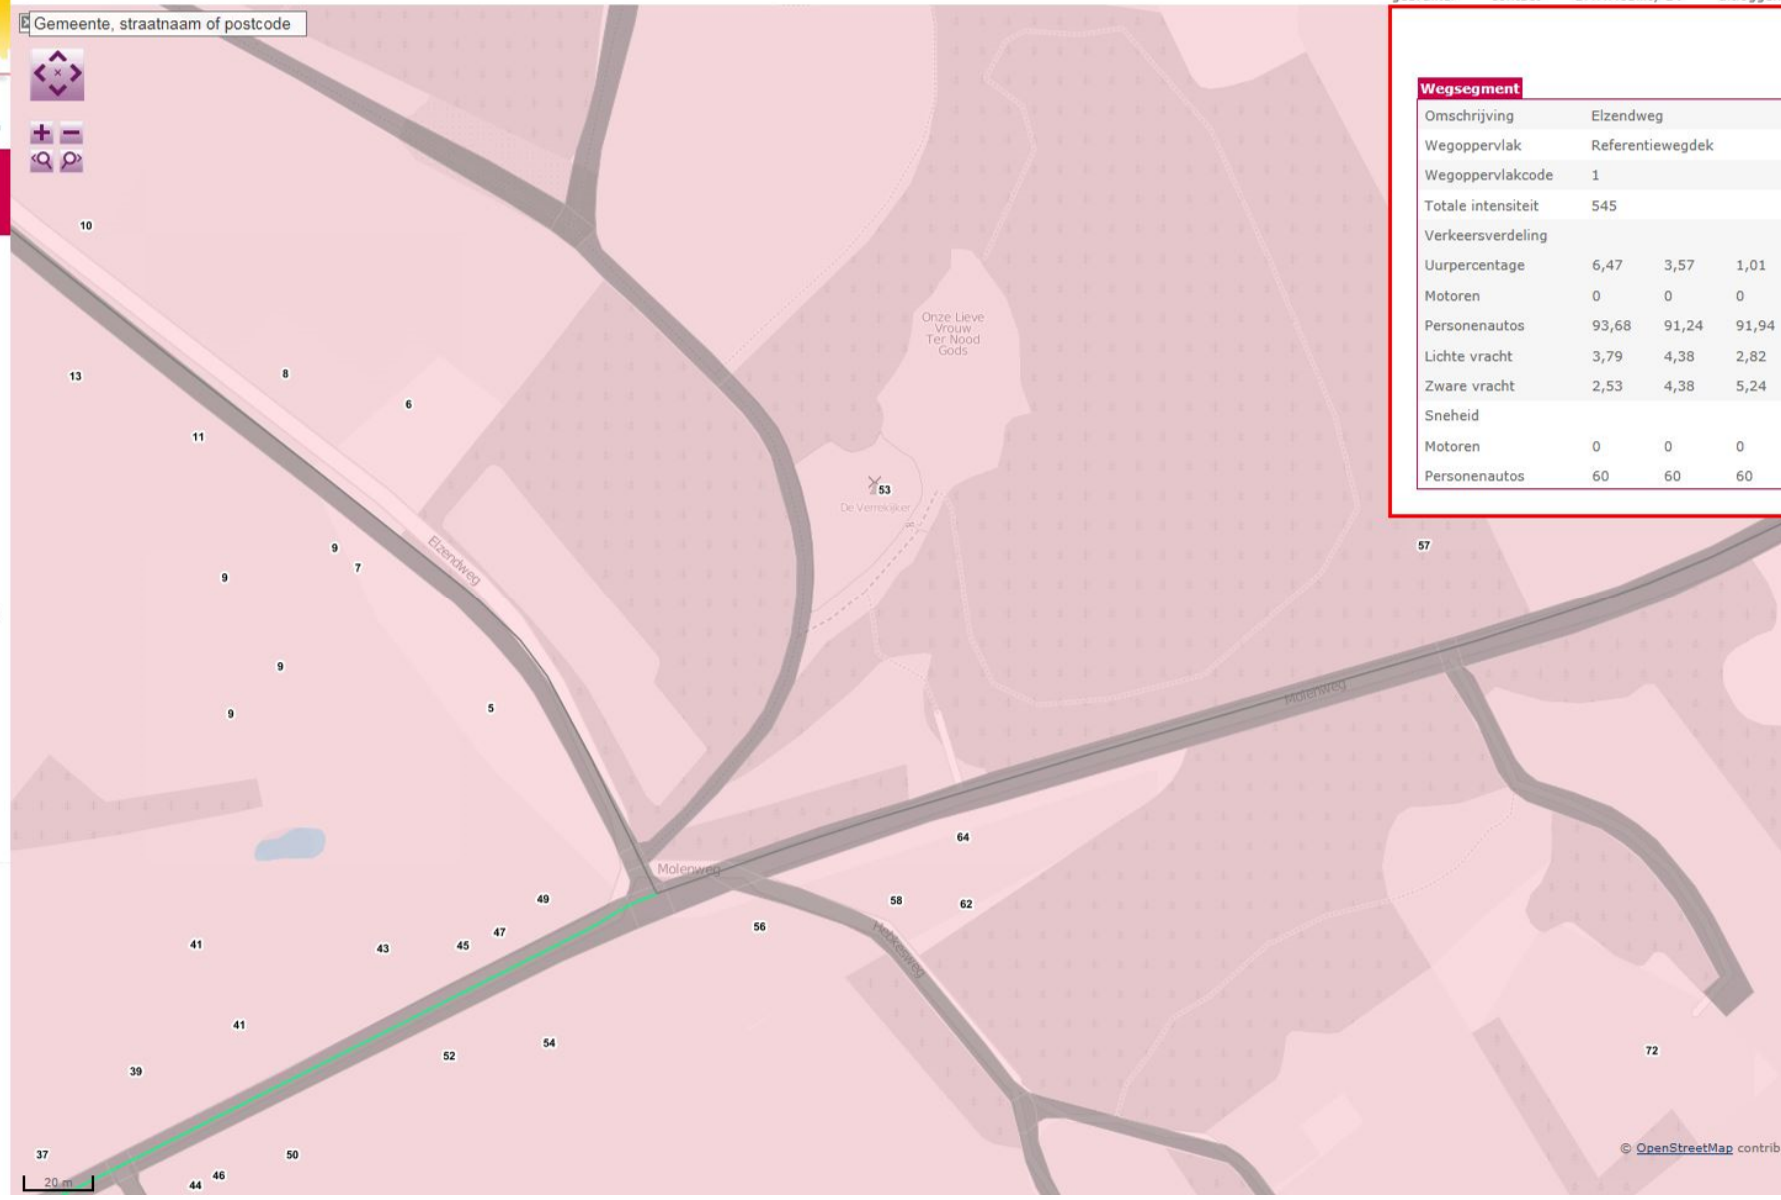 Gemeente, straatnaam of postcode
Wegsegment
Omschrijving Elzendweg
Wegoppervlak Referentiewegdek
Wegoppervlakcode 1
Totale intensiteit 545
Verkeersverdeling
Uurpercentage 6,47 3,57 1,01
Motoren 0 0 0
Personenautos 93,68 91,24 91,94
Lichte vracht 3,79 4,38 2,82
Zware vracht 2,53 4,38 5,24
Sneheid
Motoren 0 0 0
Personenautos 60 60 60
10
Onze Lieve
Vrouw
Ter Nood
Gods
13
8
6
11
53
De Verrekijker
Elzendweg
9
7
57
9
9
5
9
Molenweg
64
Molenweg
49
58
62
56
47
41
43
45
Hebkesweg
41
54
52
72
39
37
50
© OpenStreetMap contrib
46
44
20 m